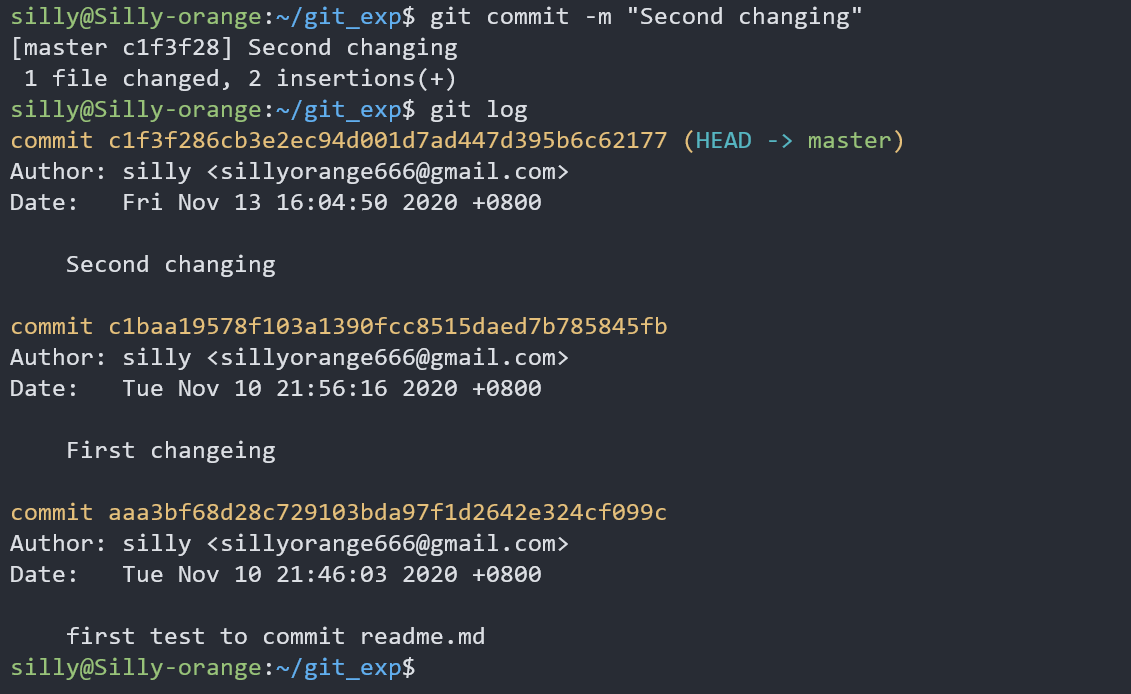 silly@Silly-orange:~/git_exp$ git commit -m "Second changing"
[master c1f3f28] Second changing
 1 file changed, 2 insertions(+)
silly@Silly-orange:~/git_exp$ git log
commit c1f3f286cb3e2ec94d001d7ad447d395b6c62177 (HEAD -> master)
Author: silly <sillyorange666@gmail.com>
Date:   Fri Nov 13 16:04:50 2020 +0800

    Second changing

commit c1baa19578f103a1390fcc8515daed7b785845fb
Author: silly <sillyorange666@gmail.com>
Date:   Tue Nov 10 21:56:16 2020 +0800

    First changeing

commit aaa3bf68d28c729103bda97f1d2642e324cf099c
Author: silly <sillyorange666@gmail.com>
Date:   Tue Nov 10 21:46:03 2020 +0800

    first test to commit readme.md
silly@Silly-orange:~/git_exp$